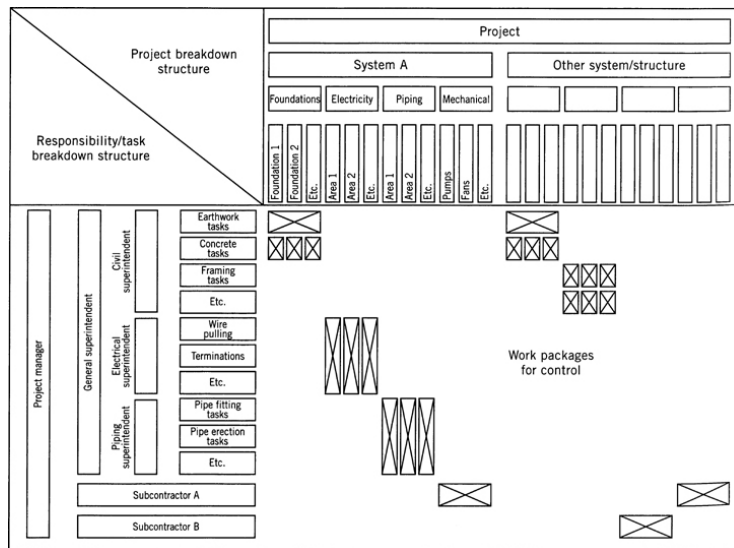 Project breakdown
structure
Responsibility/task
breakdown structure
Project
System A
Other system/structure
Foundations
Electricity
Piping
Mechanical
Foundation 1
Foundation 2
Etc.
Area 1
Area 2
Etc.
Area 1
Area 2
Etc.
Pumps
Fans
Etc.
Project manager
General superintendent
Civil
superintendent
Earthwork
tasks
Concrete
tasks
Framing
tasks
Etc.
Electrical
superintendent
Wire
pulling
Terminations
Etc.
Piping
superintendent
Pipe fitting
tasks
Pipe erection
tasks
Etc.
Subcontractor A
Subcontractor B
Work packages
for control